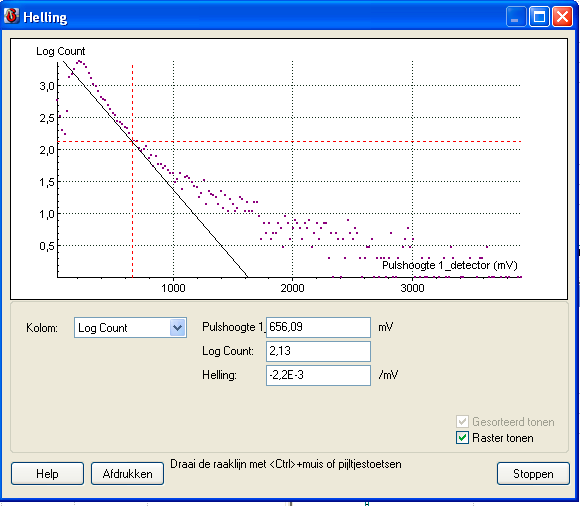 Helling
Log Count
3,0
2,5
2,0
1,5
1,0
0,5
1000
2000
3000
Pulshoogte 1_detector (mV)
Kolom:
Log Count
Pulshoogte 1_
656,09
mV
Log Count:
2,13
Helling:
-2,2E-3
/mV
Gesorteerd tonen
Raster tonen
Help
Afdrukken
Draai de raaklijn met <Ctrl>+muis of pijltjestoetsen
Stoppen